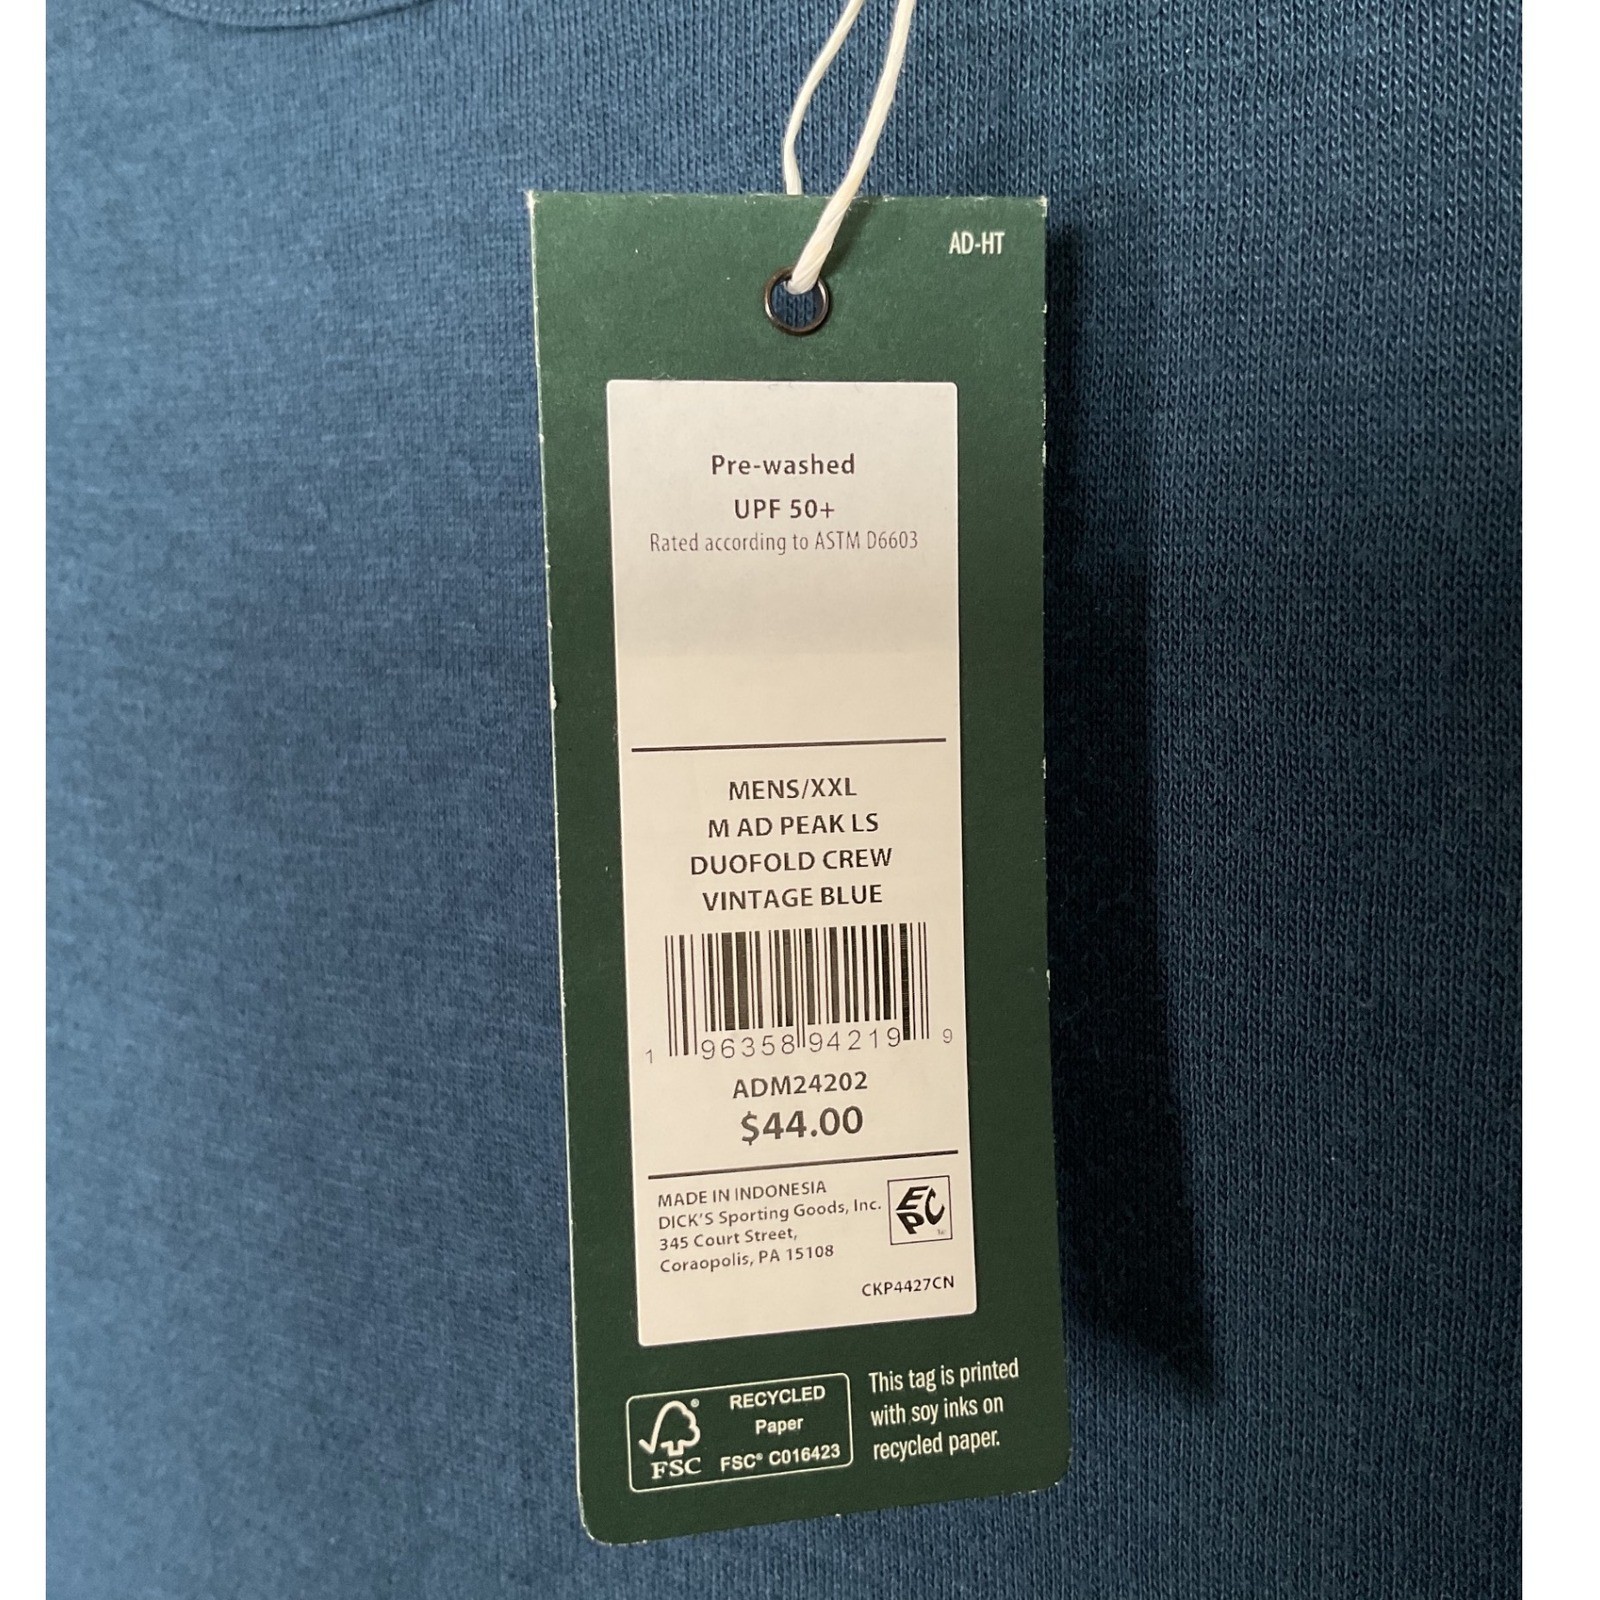 AD-HT
Pre-washed
UPF 50+
Rated according to ASTM D6603
MENS/XXL
M AD PEAK LS
DUOFOLD CREW
VINTAGE BLUE
1 96358 94219 9
ADM24202
$44.00
MADE IN INDONESIA
DICK'S Sporting Goods, Inc.
345 Court Street,
Coraopolis, PA 15108
EPC
CKP4427CN
RECYCLED
Paper
FSC® C016423
FSC®
This tag is printed
with soy inks on
recycled paper.